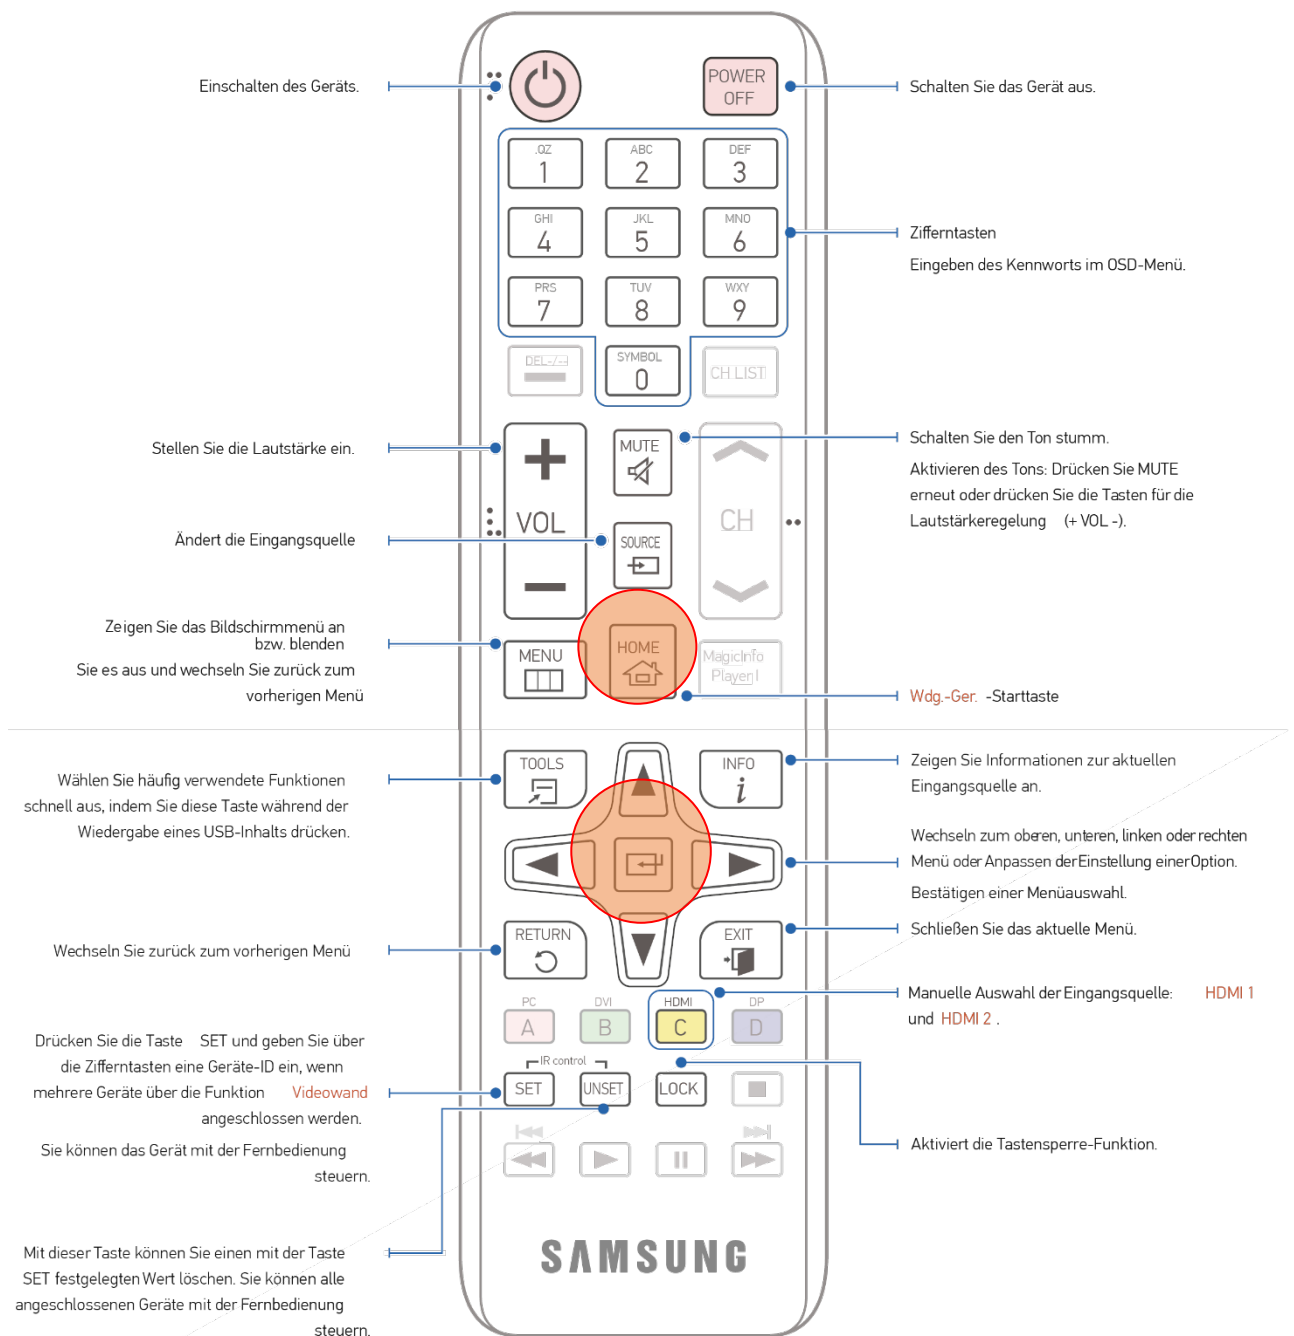 Einschalten des Geräts.
POWER
OFF
Schalten Sie das Gerät aus.
.QZ
1
ABC
2
DEF
3
GHI
4
JKL
5
MNO
6
Zifferntasten
Eingeben des Kennworts im OSD-Menü.
PRS
7
TUV
8
WXY
9
DEL-/--
SYMBOL
0
CH LIST
Stellen Sie die Lautstärke ein.
VOL
MUTE
CH
Schalten Sie den Ton stumm.
Aktivieren des Tons: Drücken Sie MUTE
erneut oder drücken Sie die Tasten für die
Lautstärkeregelung (+ VOL -).
Ändert die Eingangsquelle
SOURCE
Zeigen Sie das Bildschirmmenü an
bzw. blenden
Sie es aus und wechseln Sie zurück zum
vorherigen Menü
MENU
HOME
MagicInfo
Player I
Wdg.-Ger. -Starttaste
Wählen Sie häufig verwendete Funktionen
schnell aus, indem Sie diese Taste während der
Wiedergabe eines USB-Inhalts drücken.
TOOLS
INFO
i
Zeigen Sie Informationen zur aktuellen
Eingangsquelle an.
Wechseln zum oberen, unteren, linken oder rechten
Menü oder Anpassen der Einstellung einer Option.
Bestätigen einer Menüauswahl.
Wechseln Sie zurück zum vorherigen Menü
RETURN
EXIT
Schließen Sie das aktuelle Menü.
PC
A
DVI
B
HDMI
C
DP
D
Manuelle Auswahl der Eingangsquelle: HDMI 1
und HDMI 2 .
Drücken Sie die Taste SET und geben Sie über
die Zifferntasten eine Geräte-ID ein, wenn
mehrere Geräte über die Funktion Videowand
angeschlossen werden.
Sie können das Gerät mit der Fernbedienung
steuern.
IR control
SET
UNSET
LOCK
Aktiviert die Tastensperre-Funktion.
Mit dieser Taste können Sie einen mit der Taste
SET festgelegten Wert löschen. Sie können alle
angeschlossenen Geräte mit der Fernbedienung
steuern.
SAMSUNG